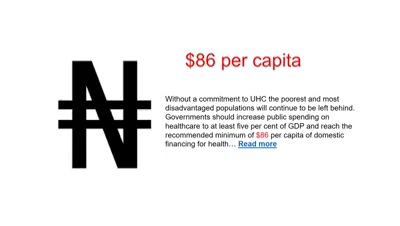 $86 per capita
Without a commitment to UHC the poorest and most
disadvantaged populations will continue to be left behind.
Governments should increase public spending on
healthcare to at least five per cent of GDP and reach the
recommended minimum of $86 per capita of domestic
financing for health… Read more